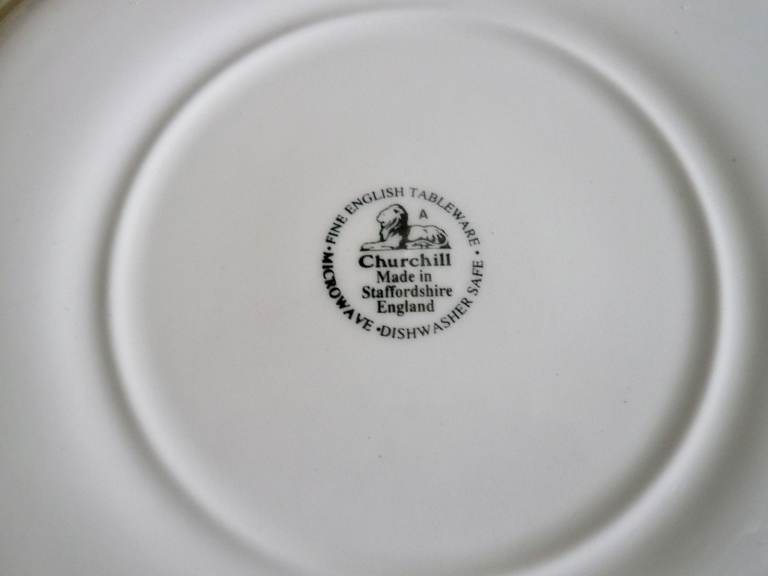 • FINE ENGLISH TABLEWARE •
A
Churchill
Made in
Staffordshire
England
MICROWAVE • DISHWASHER SAFE •